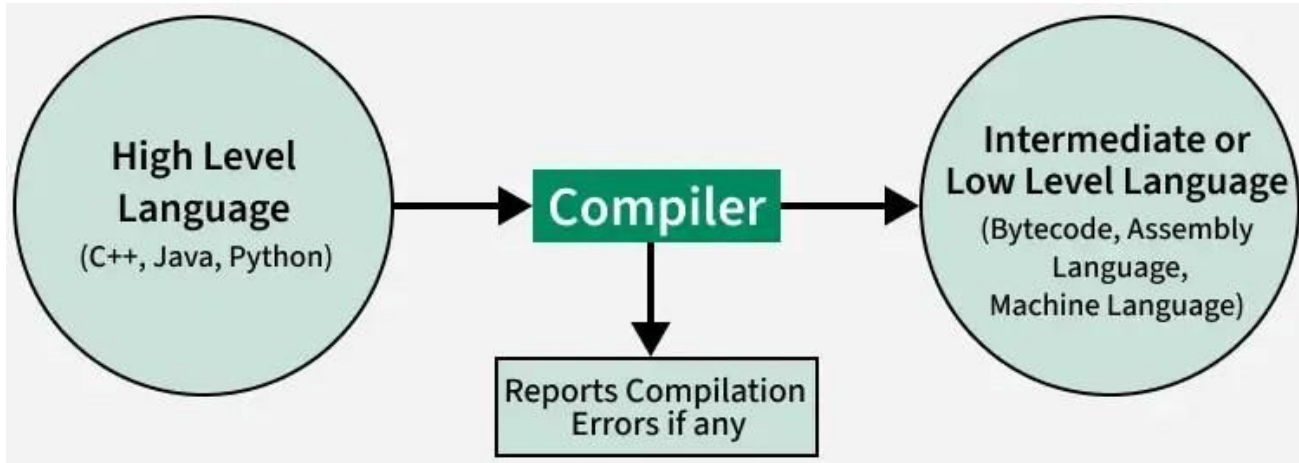 High Level
Language
(C++, Java, Python)
Compiler
Reports Compilation
Errors if any
Intermediate or
Low Level Language
(Bytecode, Assembly
Language,
Machine Language)